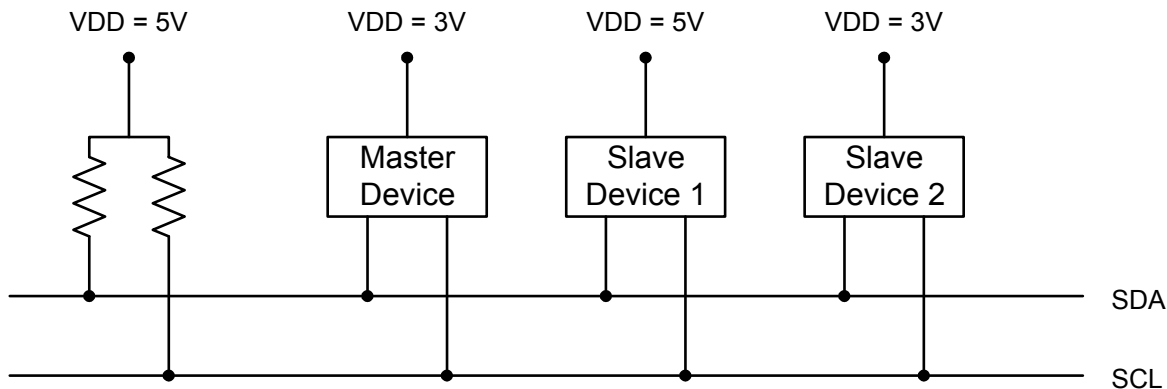 VDD = 5V
VDD = 3V
VDD = 5V
VDD = 3V
Master
Device
Slave
Device 1
Slave
Device 2
SDA
SCL